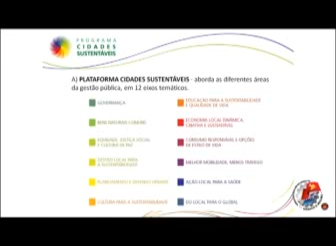 PROGRAMA
CIDADES
SUSTENTÁVEIS
A) PLATAFORMA CIDADES SUSTENTÁVEIS - aborda as diferentes áreas
da gestão pública, em 12 eixos temáticos.
GOVERNANÇA
BENS NATURAIS COMUNS
EQUIDADE, JUSTIÇA SOCIAL
E CULTURA DE PAZ
GESTÃO LOCAL PARA
A SUSTENTABILIDADE
PLANEJAMENTO E DESENHO URBANO
CULTURA PARA A SUSTENTABILIDADE
EDUCAÇÃO PARA A SUSTENTABILIDADE
E QUALIDADE DE VIDA
ECONOMIA LOCAL DINÂMICA,
CRIATIVA E SUSTENTÁVEL
CONSUMO RESPONSÁVEL E OPÇÕES
DE ESTILO DE VIDA
MELHOR MOBILIDADE, MENOS TRÁFEGO
AÇÃO LOCAL PARA A SAÚDE
DO LOCAL PARA O GLOBAL